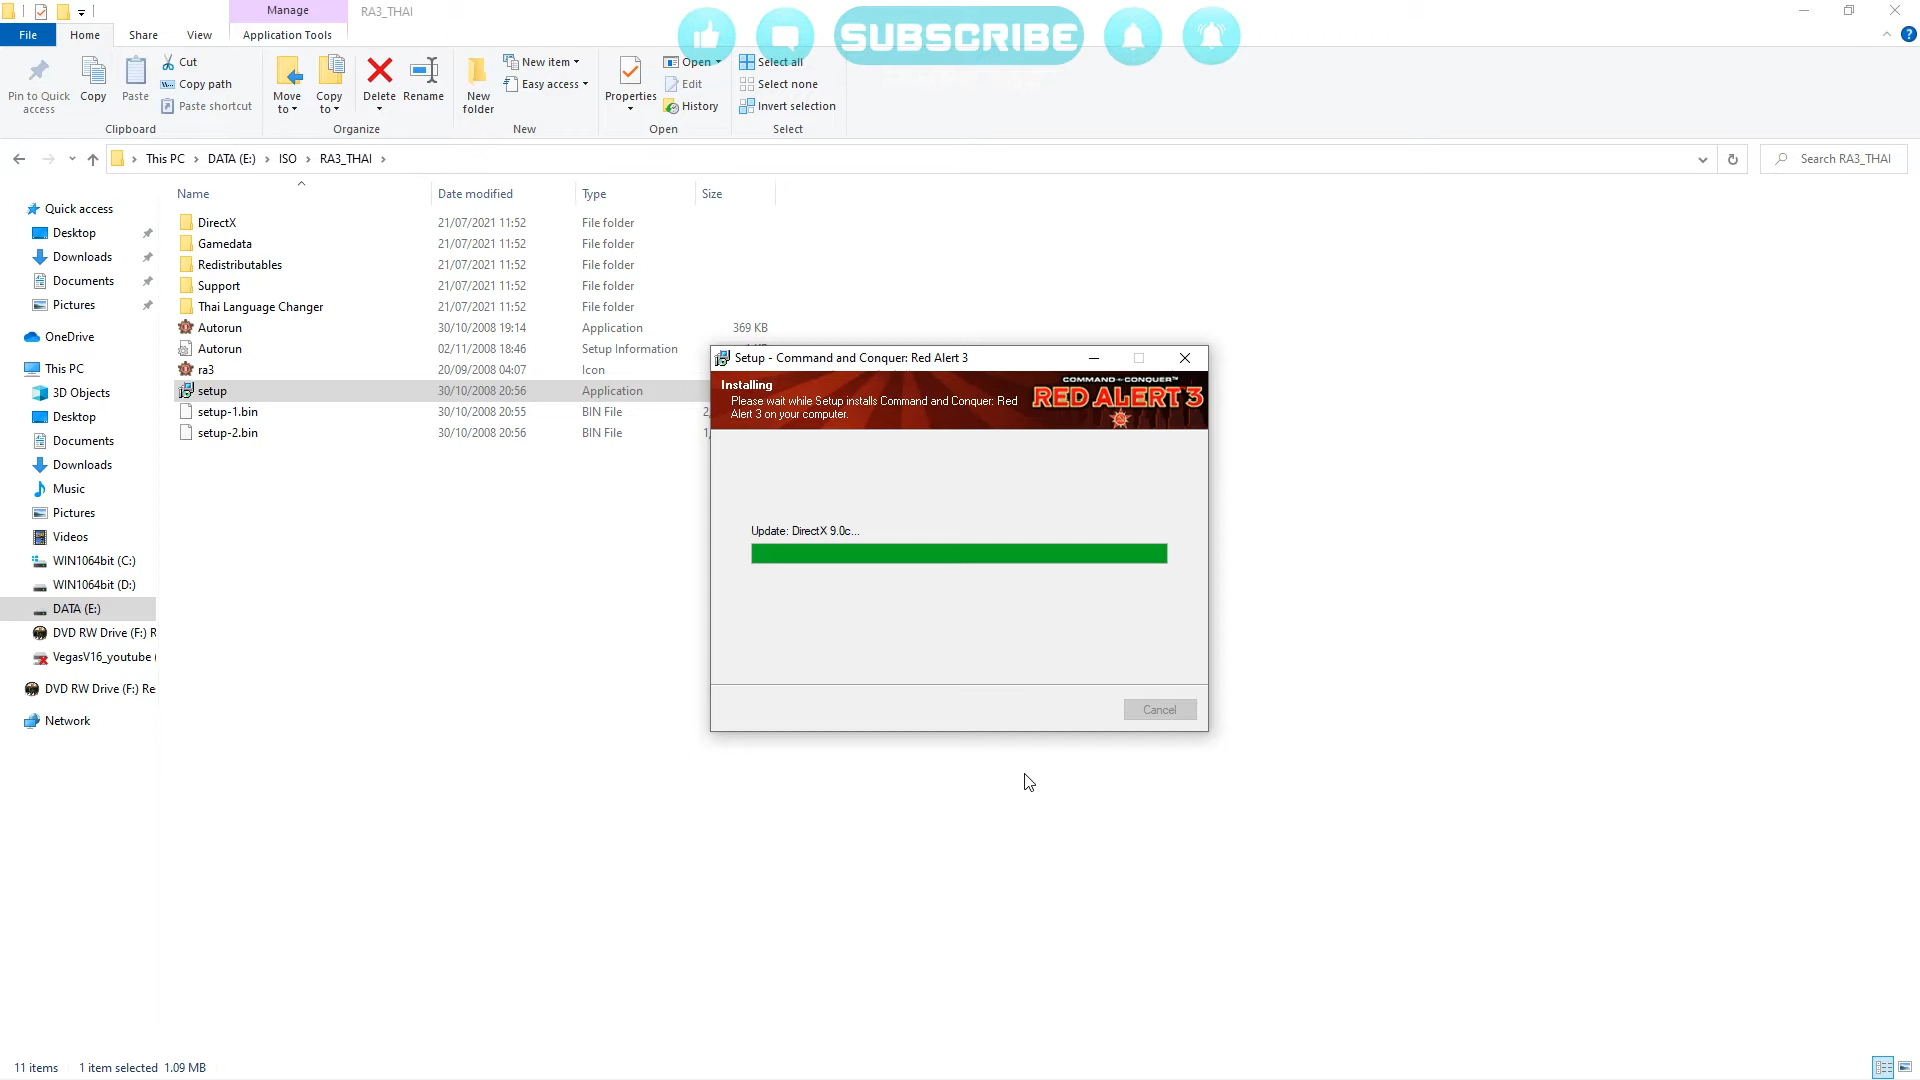 Manage
RA3_THAI
File
Home
Share
View
Application Tools
SUBSCRIBE
Pin to Quick
access
Copy
Paste
Cut
Copy path
Paste shortcut
Clipboard
Move
to
Copy
to
Delete
Rename
Organize
New
folder
New item
Easy access
New
Properties
Open
Edit
History
Open
Select all
Select none
Invert selection
Select
This PC
DATA (E:)
ISO
RA3_THAI
Search RA3_THAI
Name
Date modified
Type
Size
Quick access
Desktop
Downloads
Documents
Pictures
OneDrive
This PC
3D Objects
Desktop
Documents
Downloads
Music
Pictures
Videos
WIN1064bit (C:)
WIN1064bit (D:)
DATA (E:)
DVD RW Drive (F:) R
VegasV16_youtube (
DVD RW Drive (F:) Re
Network
DirectX 21/07/2021 11:52 File folder
Gamedata 21/07/2021 11:52 File folder
Redistributables 21/07/2021 11:52 File folder
Support 21/07/2021 11:52 File folder
Thai Language Changer 21/07/2021 11:52 File folder
Autorun 30/10/2008 19:14 Application 369 KB
Autorun 02/11/2008 18:46 Setup Information
ra3 20/09/2008 04:07 Icon
setup 30/10/2008 20:56 Application
setup-1.bin 30/10/2008 20:55 BIN File 2,
setup-2.bin 30/10/2008 20:56 BIN File 1,
Setup - Command and Conquer: Red Alert 3
Installing
Please wait while Setup installs Command and Conquer: Red
Alert 3 on your computer.
COMMAND & CONQUER™
RED ALERT 3
Update: DirectX 9.0c...
Cancel
11 items
1 item selected 1.09 MB